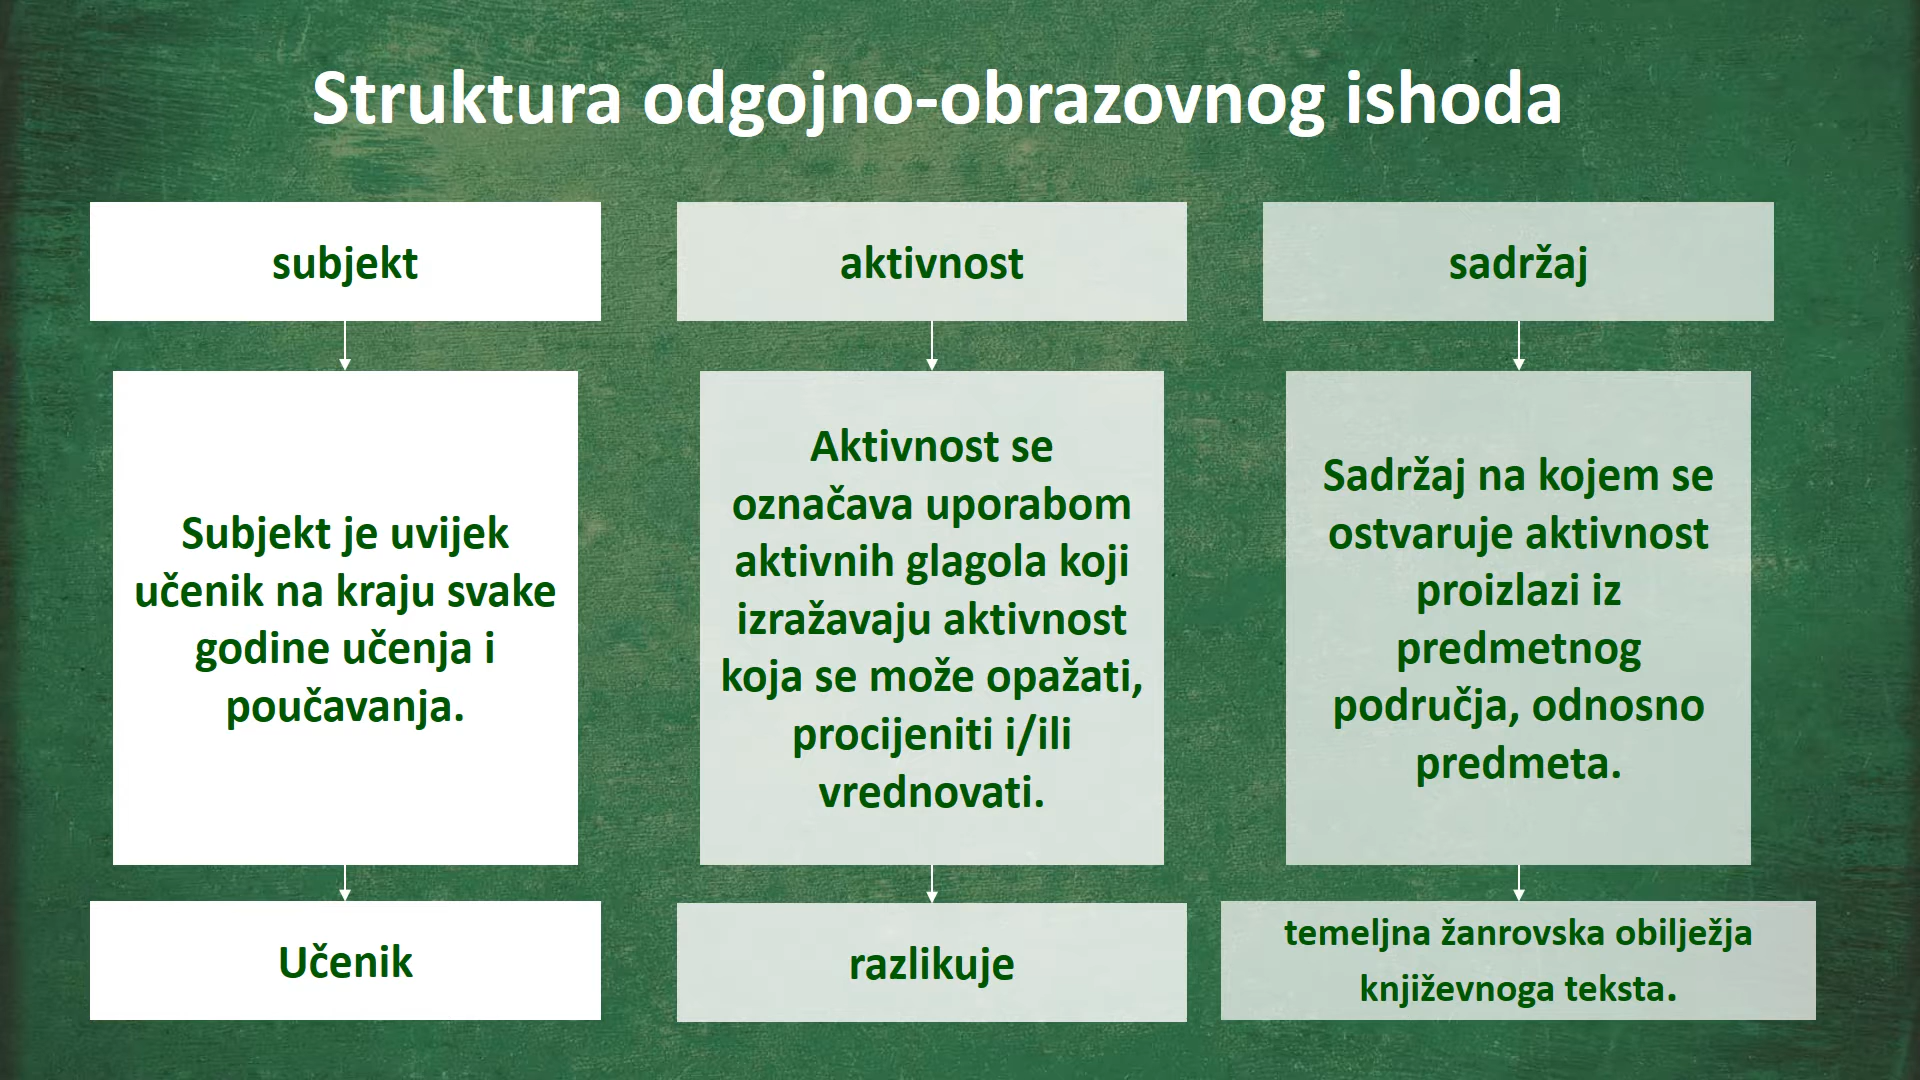 Struktura odgojno-obrazovnog ishoda
subjekt
aktivnost
sadržaj
Subjekt je uvijek
učenik na kraju svake
godine učenja i
poučavanja.
Aktivnost se
označava uporabom
aktivnih glagola koji
izražavaju aktivnost
koja se može opažati,
procijeniti i/ili
vrednovati.
Sadržaj na kojem se
ostvaruje aktivnost
proizlazi iz
predmetnog
područja, odnosno
predmeta.
Učenik
razlikuje
temeljna žanrovska obilježja
književnoga teksta.